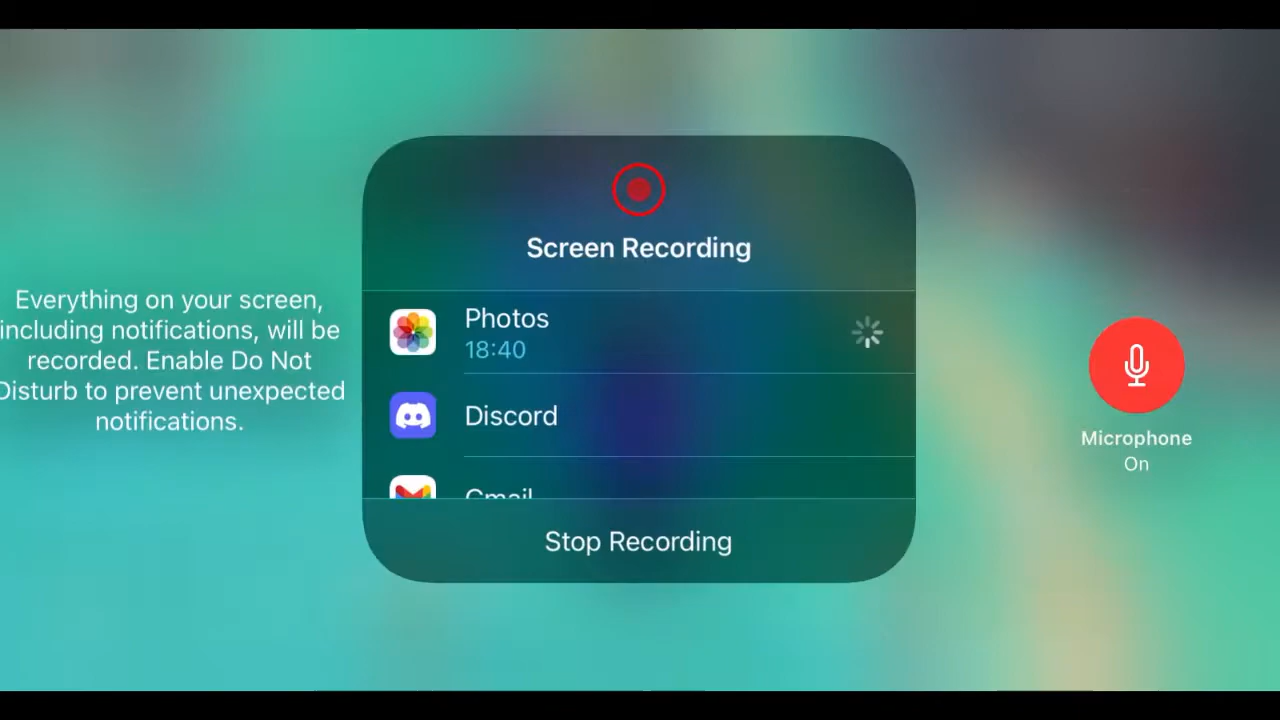 Screen Recording
Everything on your screen,
including notifications, will be
recorded. Enable Do Not
Disturb to prevent unexpected
notifications.
Photos
18:40
Discord
Gmail
Stop Recording
Microphone
On